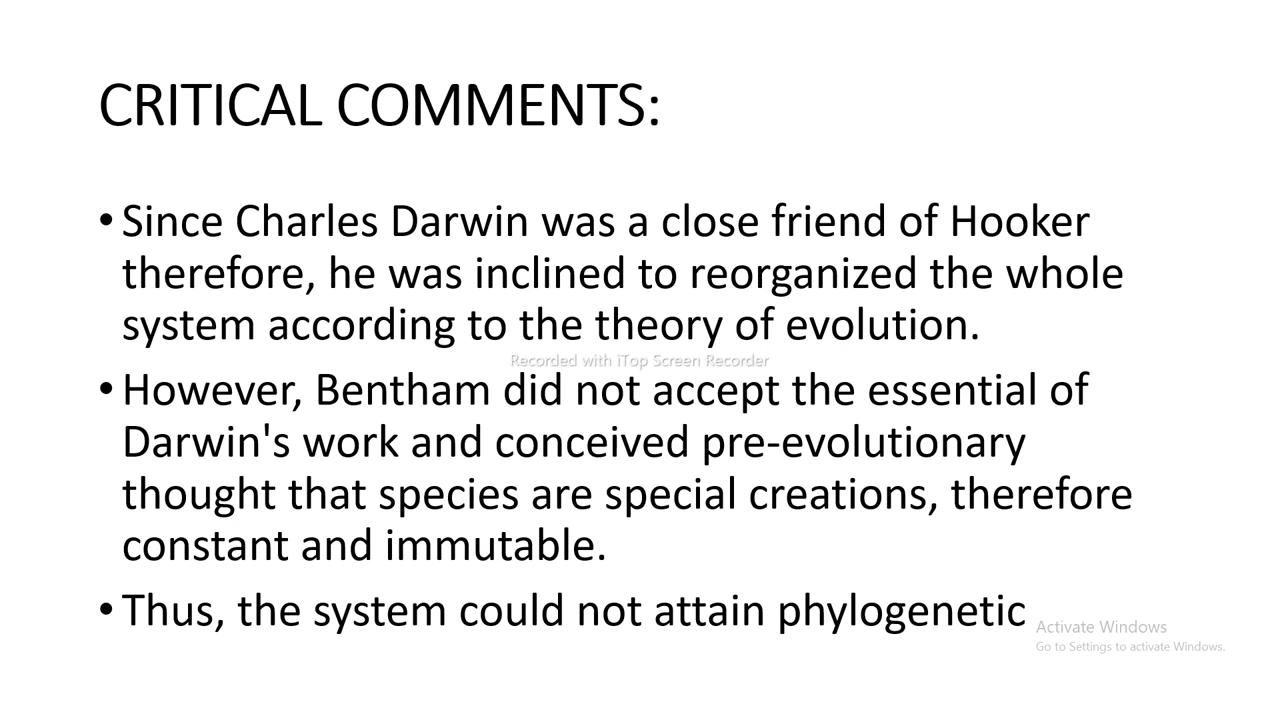 CRITICAL COMMENTS:
• Since Charles Darwin was a close friend of Hooker
therefore, he was inclined to reorganized the whole
system according to the theory of evolution.
Recorded with iTop Screen Recorder
• However, Bentham did not accept the essential of
Darwin's work and conceived pre-evolutionary
thought that species are special creations, therefore
constant and immutable.
• Thus, the system could not attain phylogenetic
Activate Windows
Go to Settings to activate Windows.